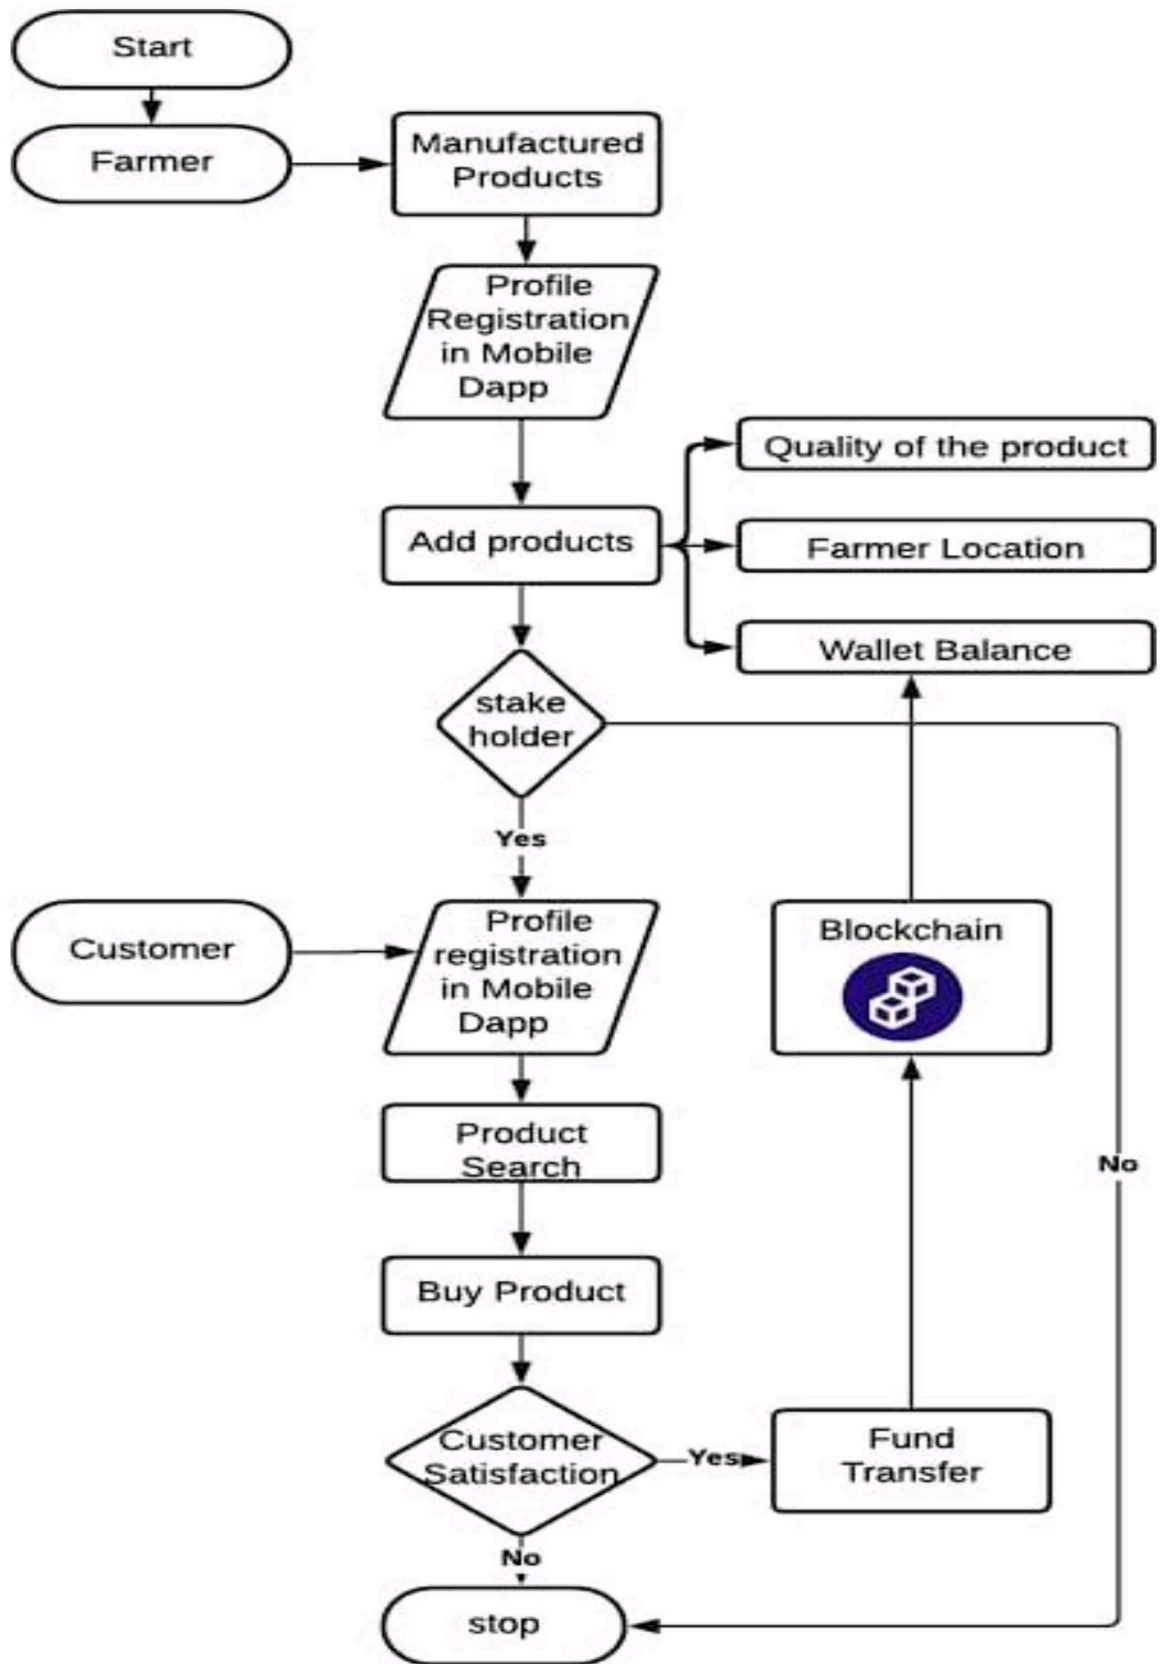 Start
Farmer
Manufactured
Products
Profile
Registration
in Mobile
Dapp
Quality of the product
Add products
Farmer Location
Wallet Balance
stake
holder
Yes
Customer
Profile
registration
in Mobile
Dapp
Blockchain
Product
Search
No
Buy Product
Customer
Satisfaction
Yes
Fund
Transfer
No
stop